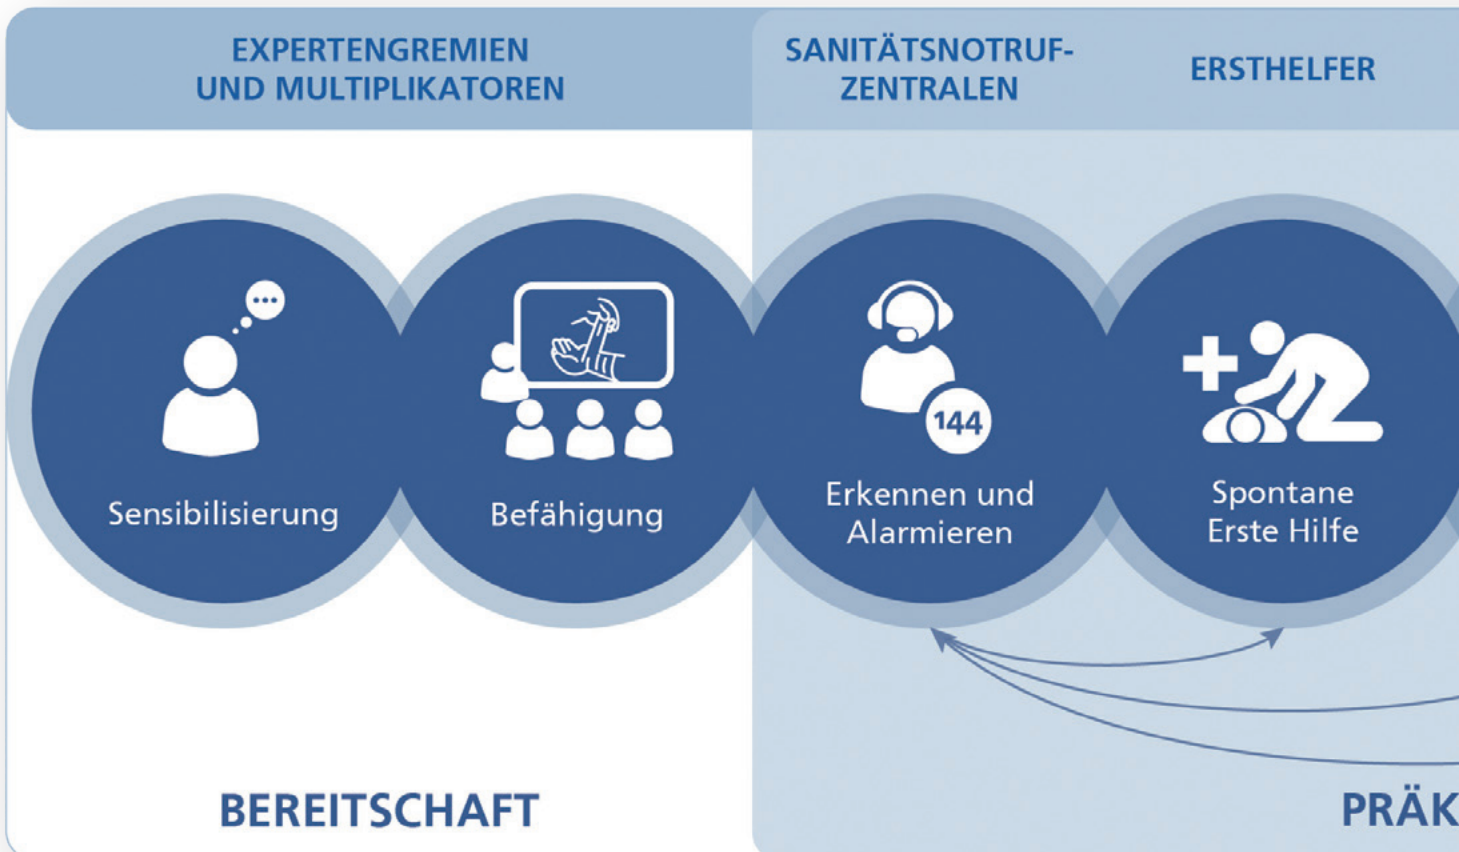 EXPERTENGREMIEN
UND MULTIPLIKATOREN
SANITÄTSNOTRUF-
ZENTRALEN
ERSTHELFER
144
Sensibilisierung
Befähigung
Erkennen und
Alarmieren
Spontane
Erste Hilfe
BEREITSCHAFT
PRÄK